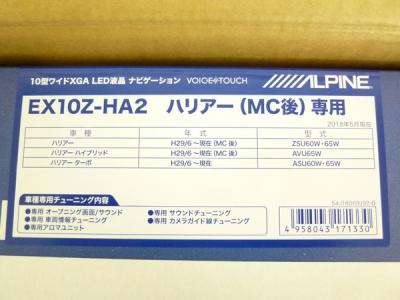 10型ワイドXGA LED液晶 ナビゲーション VOICE TOUCH ALPINE
EX10Z-HA2 ハリアー(MC後)専用
2018年5月現在
車種 年式 型式
ハリアー H29/6 ~現在(MC後) ZSU60W・65W
ハリアー ハイブリッド H29/6 ~現在(MC後) AVU65W
ハリアー ターボ H29/6 ~現在 ASU60W・65W
車種専用チューニング内容
●専用 オープニング画面/サウンド ●専用 サウンドチューニング
●専用 車両情報チューニング ●専用 カメラガイド線チューニング
●専用アロマユニット
54J18069J92-O
4 958043 171330